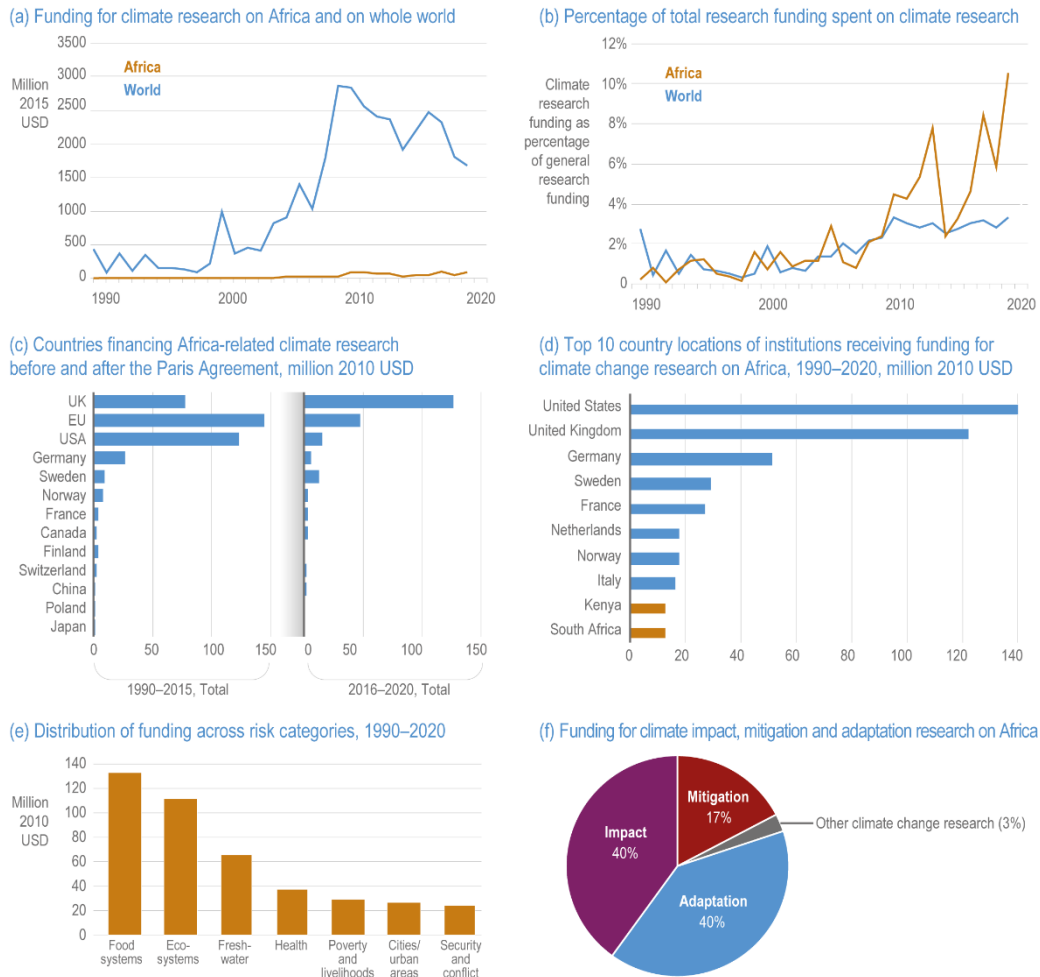 (a) Funding for climate research on Africa and on whole world
3500
3000
2500
2000
1500
1000
500
0
Million
2015
USD
Africa
World
1990
2000
2010
2020
(b) Percentage of total research funding spent on climate research
12%
10%
8%
6%
4%
2%
0
Climate
research
funding as
percentage
of general
research
funding
Africa
World
1990
2000
2010
2020
(c) Countries financing Africa-related climate research
before and after the Paris Agreement, million 2010 USD
UK
EU
USA
Germany
Sweden
Norway
France
Canada
Finland
Switzerland
China
Poland
Japan
0
50
100
150
0
50
100
150
1990–2015, Total
2016–2020, Total
(d) Top 10 country locations of institutions receiving funding for
climate change research on Africa, 1990–2020, million 2010 USD
United States
United Kingdom
Germany
Sweden
France
Netherlands
Norway
Italy
Kenya
South Africa
0
20
40
60
80
100
120
140
(e) Distribution of funding across risk categories, 1990–2020
140
120
100
80
60
40
20
0
Million
2010
USD
Food
systems
Eco-
systems
Fresh-
water
Health
Poverty
and
livelihoods
Cities/
urban
areas
Security
and
conflict
(f) Funding for climate impact, mitigation and adaptation research on Africa
Mitigation
17%
Other climate change research (3%)
Impact
40%
Adaptation
40%